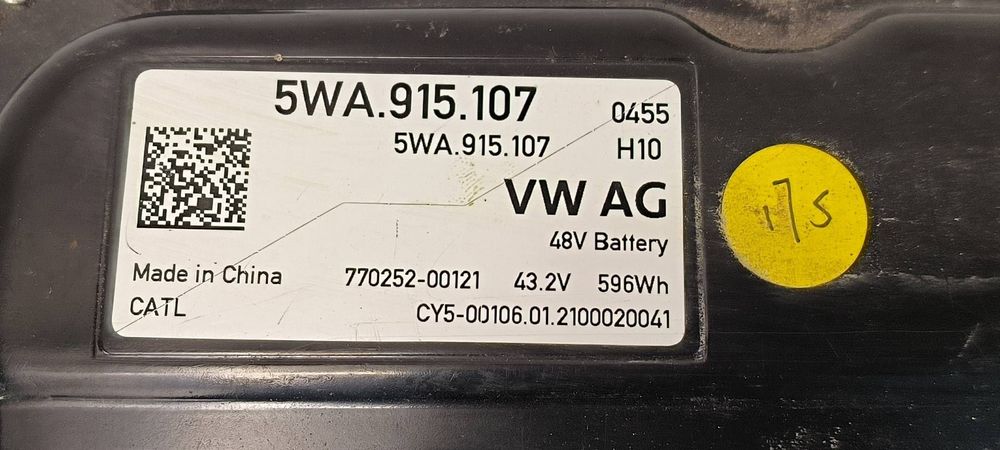 5WA.915.107 0455
5WA.915.107 H10
VW AG
48V Battery
Made in China 770252-00121 43.2V 596Wh
CATL CY5-00106.01.2100020041